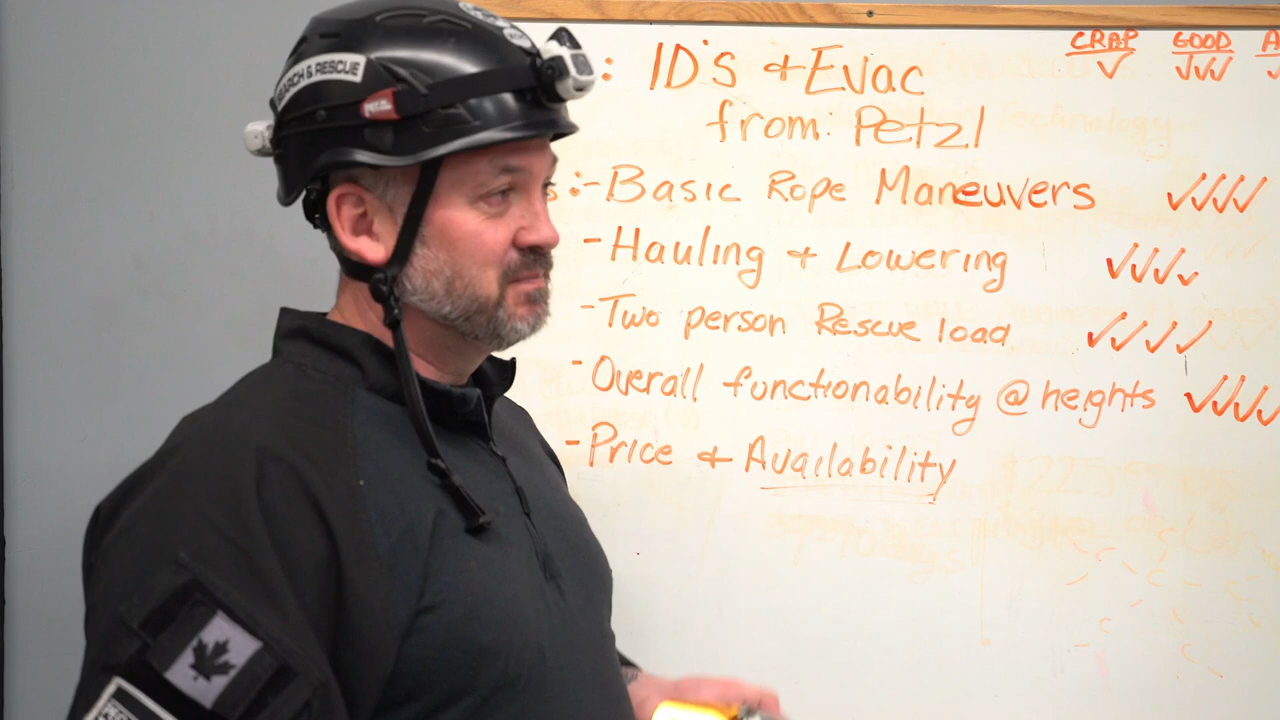 CRAP GOOD A
✓ ✓✓✓ ✓
: ID's + Evac
from: Petzl
s:-Basic Rope Maneuvers ✓✓✓✓
-Hauling + Lowering ✓✓✓✓
-Two person Rescue load ✓✓✓✓
-Overall functionability @ heights ✓✓✓✓
-Price + Availability
SEARCH & RESCUE
PETZL